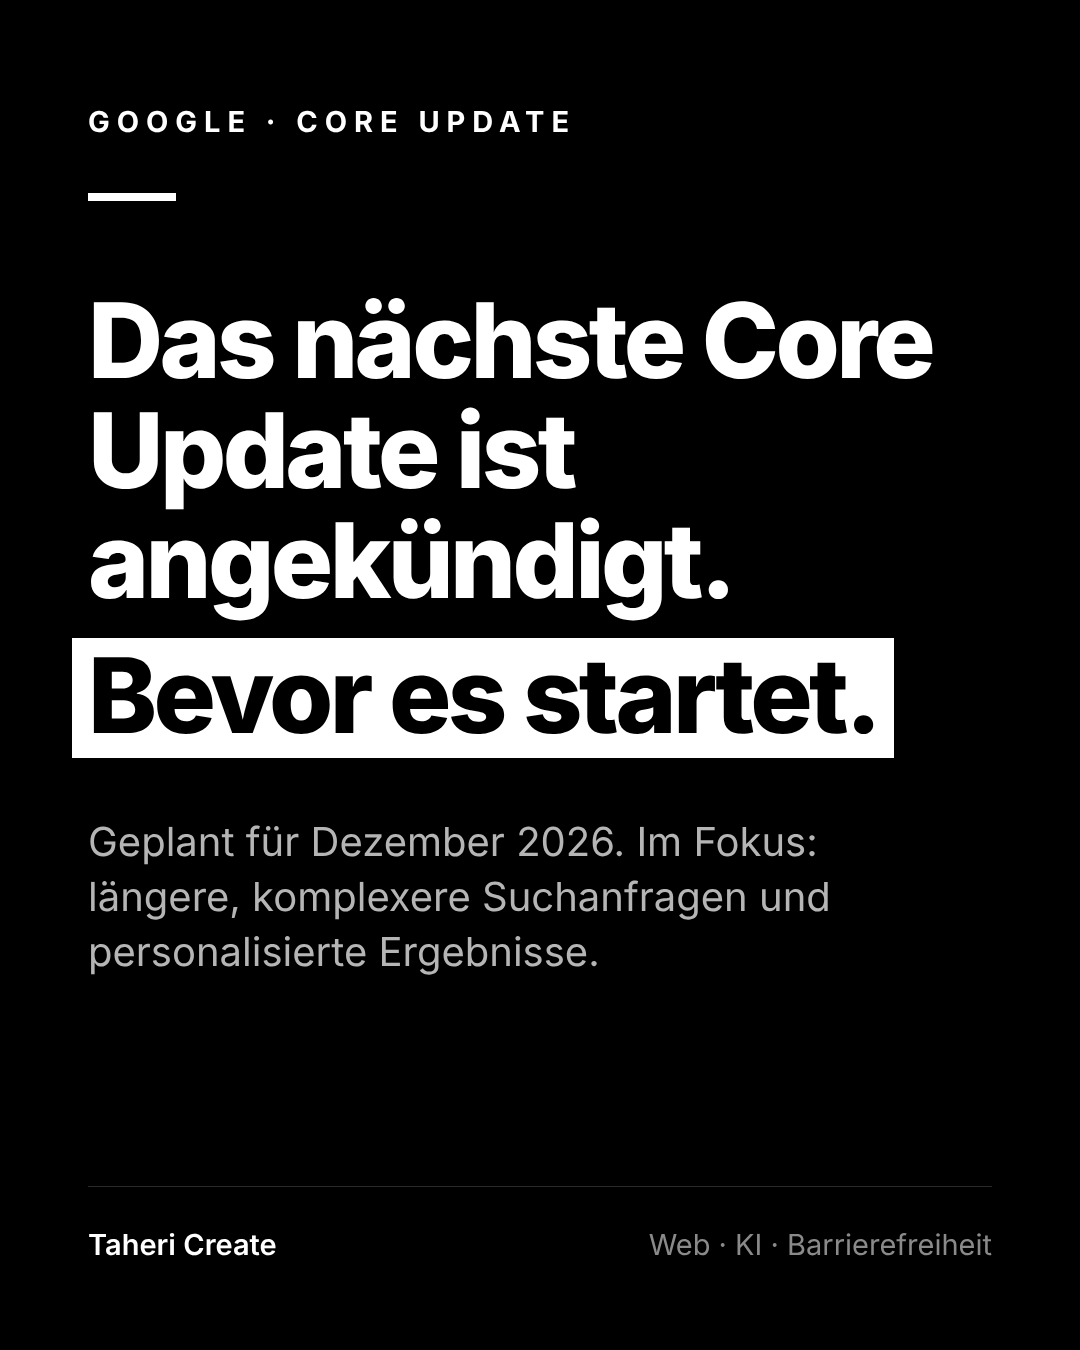 GOOGLE · CORE UPDATE
Das nächste Core
Update ist
angekündigt.
Bevor es startet.
Geplant für Dezember 2026. Im Fokus:
längere, komplexere Suchanfragen und
personalisierte Ergebnisse.
Taheri Create
Web · KI · Barrierefreiheit